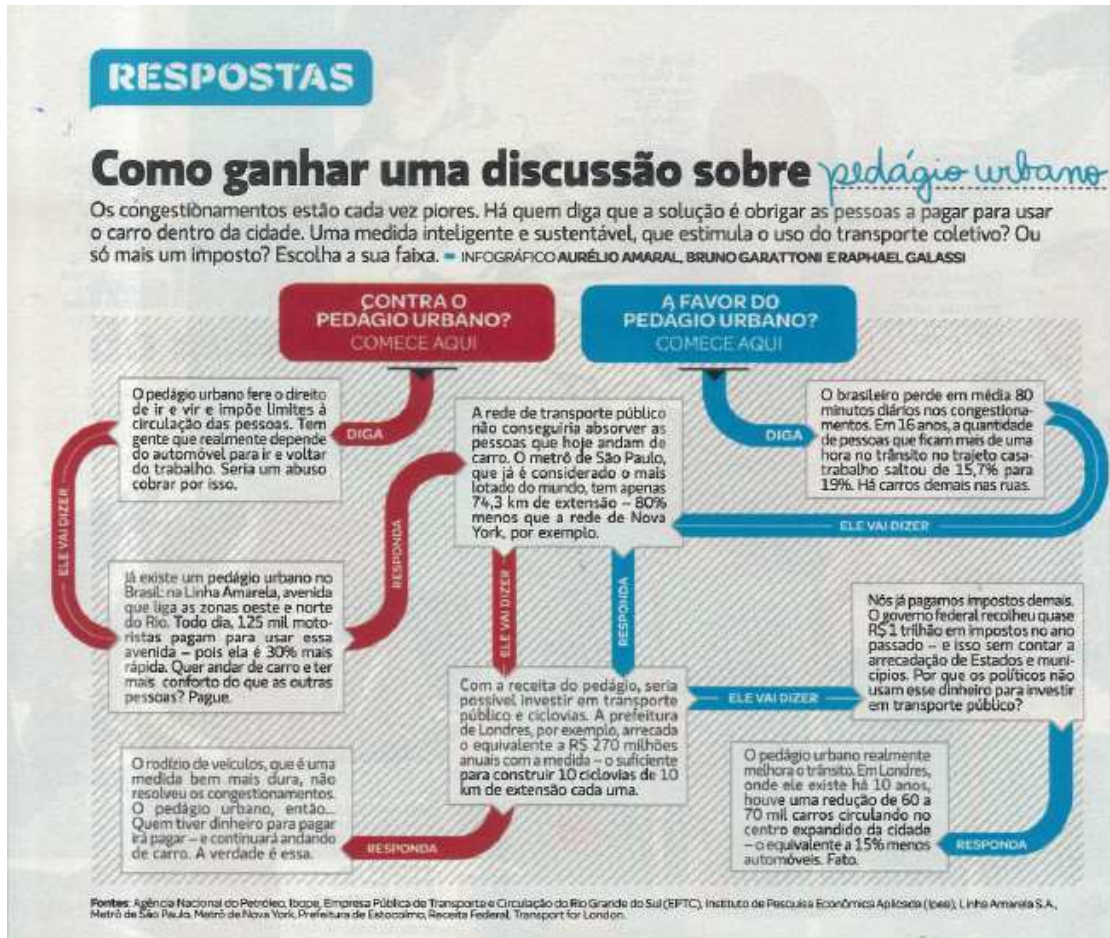 RESPOSTAS
Como ganhar uma discussão sobre pedágio urbano
Os congestionamentos estão cada vez piores. Há quem diga que a solução é obrigar as pessoas a pagar para usar
o carro dentro da cidade. Uma medida inteligente e sustentável, que estimula o uso do transporte coletivo? Ou
só mais um imposto? Escolha a sua faixa. – INFOGRÁFICO AURÉLIO AMARAL, BRUNO GARATTONI E RAPHAEL GALASSI
CONTRA O
PEDÁGIO URBANO?
COMECE AQUI
A FAVOR DO
PEDÁGIO URBANO?
COMECE AQUI
DIGA
O pedágio urbano fere o direito
de ir e vir e impõe limites à
circulação das pessoas. Tem
gente que realmente depende
do automóvel para ir e voltar
do trabalho. Seria um abuso
cobrar por isso.
ELE VAI DIZER
Já existe um pedágio urbano no
Brasil: na Linha Amarela, avenida
que liga as zonas oeste e norte
do Rio. Todo dia, 125 mil moto-
ristas pagam para usar essa
avenida – pois ela é 30% mais
rápida. Quer andar de carro e ter
mais conforto do que as outras
pessoas? Pague.
RESPONDA
A rede de transporte público
não conseguiria absorver as
pessoas que hoje andam de
carro. O metrô de São Paulo,
que já é considerado o mais
lotado do mundo, tem apenas
74,3 km de extensão – 80%
menos que a rede de Nova
York, por exemplo.
DIGA
O brasileiro perde em média 80
minutos diários nos congestiona-
mentos. Em 16 anos, a quantidade
de pessoas que ficam mais de uma
hora no trânsito no trajeto casa-
trabalho saltou de 15,7% para
19%. Há carros demais nas ruas.
ELE VAI DIZER
ELE VAI DIZER
RESPONDA
Com a receita do pedágio, seria
possível investir em transporte
público e ciclovias. A prefeitura
de Londres, por exemplo, arrecada
o equivalente a R$ 270 milhões
anuais com a medida – o suficiente
para construir 10 ciclovias de 10
km de extensão cada uma.
ELE VAI DIZER
Nós já pagamos impostos demais.
O governo federal recolheu quase
R$ 1 trilhão em impostos no ano
passado – e isso sem contar a
arrecadação de Estados e muni-
cípios. Por que os políticos não
usam esse dinheiro para investir
em transporte público?
RESPONDA
O rodízio de veículos, que é uma
medida bem mais dura, não
resolveu os congestionamentos.
O pedágio urbano, então...
Quem tiver dinheiro para pagar
irá pagar – e continuará andando
de carro. A verdade é essa.
RESPONDA
O pedágio urbano realmente
melhora o trânsito. Em Londres,
onde ele existe há 10 anos,
houve uma redução de 60 a
70 mil carros circulando no
centro expandido da cidade
– o equivalente a 15% menos
automóveis. Fato.
Fontes: Agência Nacional do Petróleo, Ibope, Empresa Pública de Transporte e Circulação do Rio Grande do Sul (EPTC), Instituto de Pesquisa Econômica Aplicada (Ipea), Linha Amarela S.A.,
Metrô de São Paulo, Metrô de Nova York, Prefeitura de Estocolmo, Receita Federal, Transport for London.